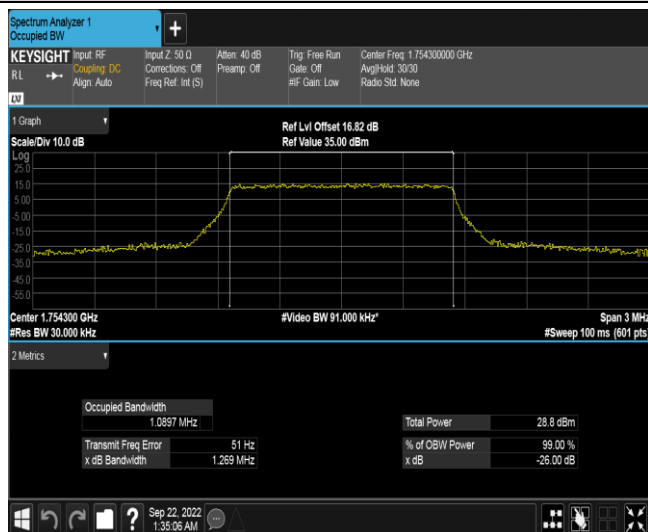 Spectrum Analyzer 1
Occupied BW
+
KEYSIGHT Input: RF Input Z: 50 Ω Atten: 40 dB Trig: Free Run Center Freq: 1.754300000 GHz
RL Coupling: DC Corrections: Off Preamp: Off Gate: Off Avg|Hold: 30/30
Align: Auto Freq Ref: Int (S) #IF Gain: Low Radio Std: None
LXI
1 Graph
Ref Lvl Offset 16.82 dB
Scale/Div 10.0 dB Ref Value 35.00 dBm
Log
25.0
15.0
5.00
-5.00
-15.0
-25.0
-35.0
-45.0
-55.0
Center 1.754300 GHz #Video BW 91.000 kHz* Span 3 MHz
#Res BW 30.000 kHz #Sweep 100 ms (601 pts)
2 Metrics
Occupied Bandwidth
1.0897 MHz Total Power 28.8 dBm
Transmit Freq Error 51 Hz % of OBW Power 99.00 %
x dB Bandwidth 1.269 MHz x dB -26.00 dB
? Sep 22, 2022
1:35:06 AM